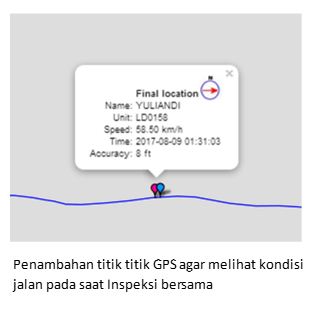 N
Final location
Name: YULIANDI
Unit: LD0158
Speed: 58.50 km/h
Time: 2017-08-09 01:31:03
Accuracy: 8 ft
Penambahan titik titik GPS agar melihat kondisi
jalan pada saat Inspeksi bersama